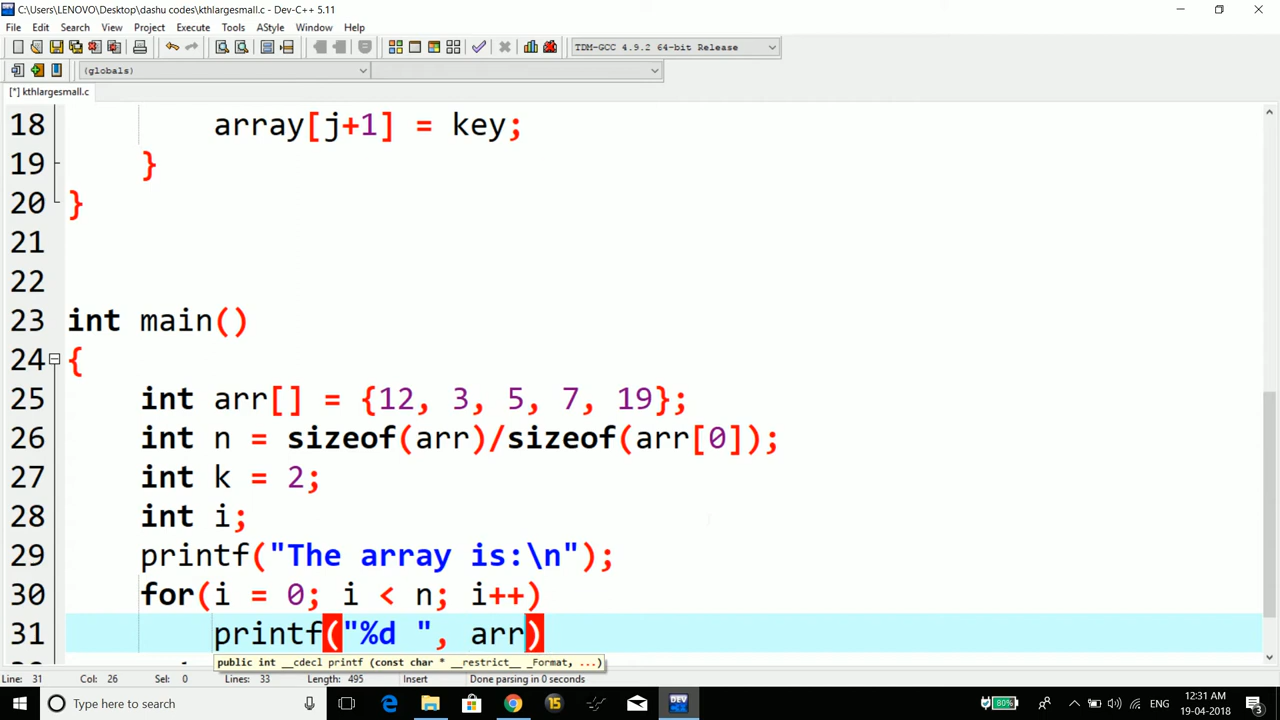 C:\Users\LENOVO\Desktop\dashu codes\kthlargesmall.c - Dev-C++ 5.11
File Edit Search View Project Execute Tools AStyle Window Help
TDM-GCC 4.9.2 64-bit Release
(globals)
[*] kthlargesmall.c
18 array[j+1] = key;
19 }
20 }
21
22
23 int main()
24 {
25 int arr[] = {12, 3, 5, 7, 19};
26 int n = sizeof(arr)/sizeof(arr[0]);
27 int k = 2;
28 int i;
29 printf("The array is:\n");
30 for(i = 0; i < n; i++)
31 printf("%d ", arr)
public int __cdecl printf (const char * __restrict__ _Format, ...)
Line: 31 Col: 26 Sel: 0 Lines: 33 Length: 495 Insert Done parsing in 0 seconds
Type here to search 15 DEV 80% ENG 12:31 AM
19-04-2018 3